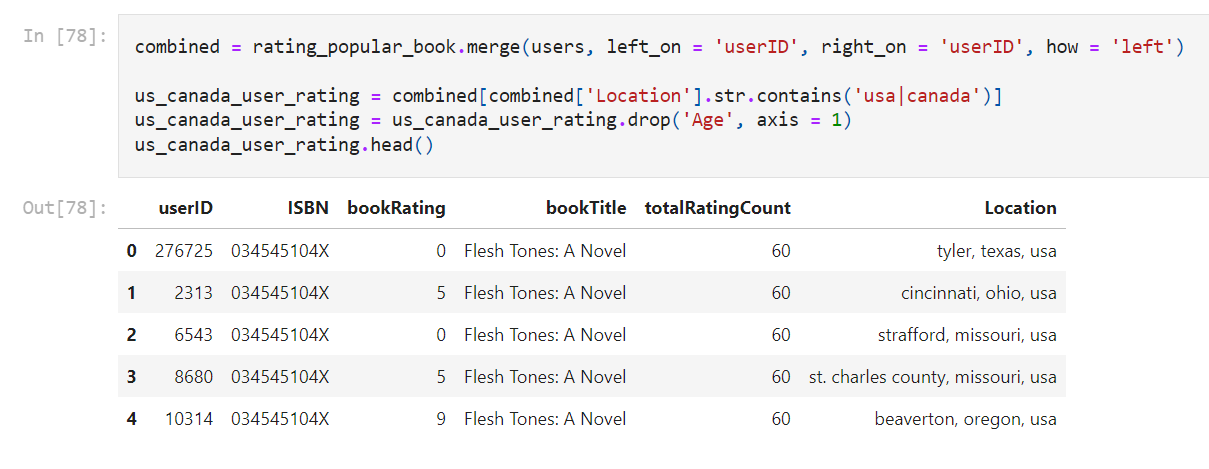 In [78]:
combined = rating_popular_book.merge(users, left_on = 'userID', right_on = 'userID', how = 'left')
us_canada_user_rating = combined[combined['Location'].str.contains('usa|canada')]
us_canada_user_rating = us_canada_user_rating.drop('Age', axis = 1)
us_canada_user_rating.head()
Out[78]:
userID ISBN bookRating bookTitle totalRatingCount Location
0 276725 034545104X 0 Flesh Tones: A Novel 60 tyler, texas, usa
1 2313 034545104X 5 Flesh Tones: A Novel 60 cincinnati, ohio, usa
2 6543 034545104X 0 Flesh Tones: A Novel 60 strafford, missouri, usa
3 8680 034545104X 5 Flesh Tones: A Novel 60 st. charles county, missouri, usa
4 10314 034545104X 9 Flesh Tones: A Novel 60 beaverton, oregon, usa